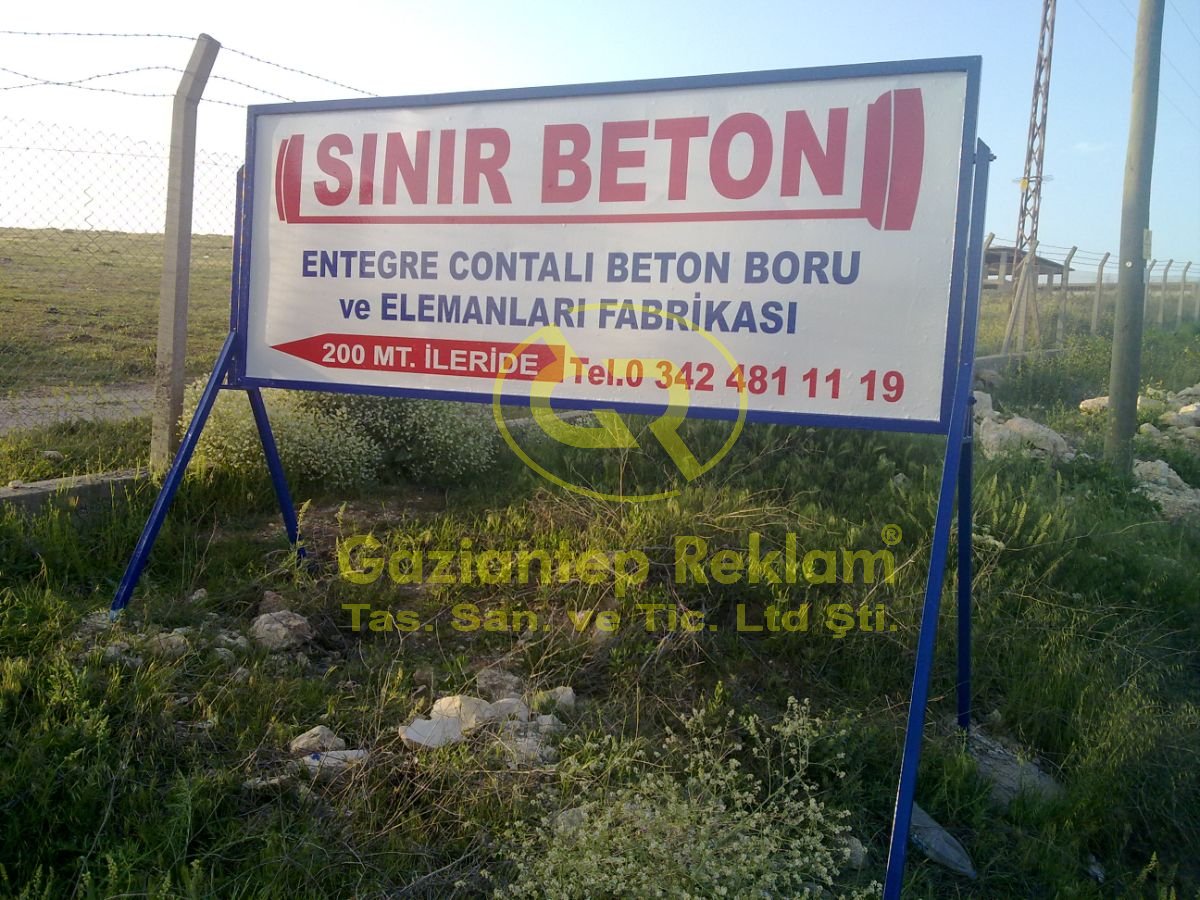 SINIR BETON
ENTEGRE CONTALI BETON BORU
ve ELEMANLARI FABRİKASI
200 MT. İLERİDE Tel.0 342 481 11 19
GR
Gaziantep Reklam®
Tas. San. ve Tic. Ltd Şti.